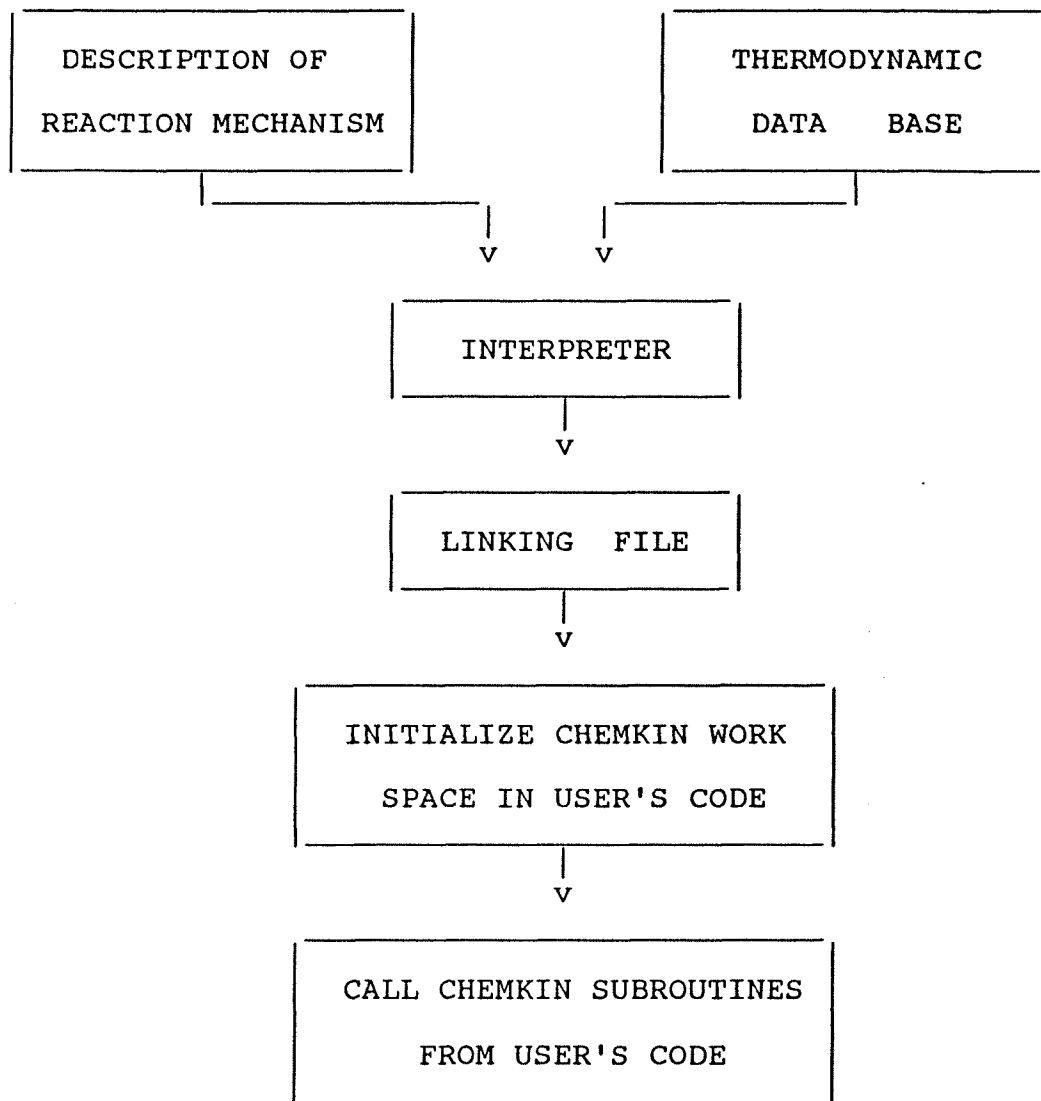 DESCRIPTION OF
REACTION MECHANISM
THERMODYNAMIC
DATA BASE
v v
INTERPRETER
v
LINKING FILE
v
INITIALIZE CHEMKIN WORK
SPACE IN USER'S CODE
v
CALL CHEMKIN SUBROUTINES
FROM USER'S CODE